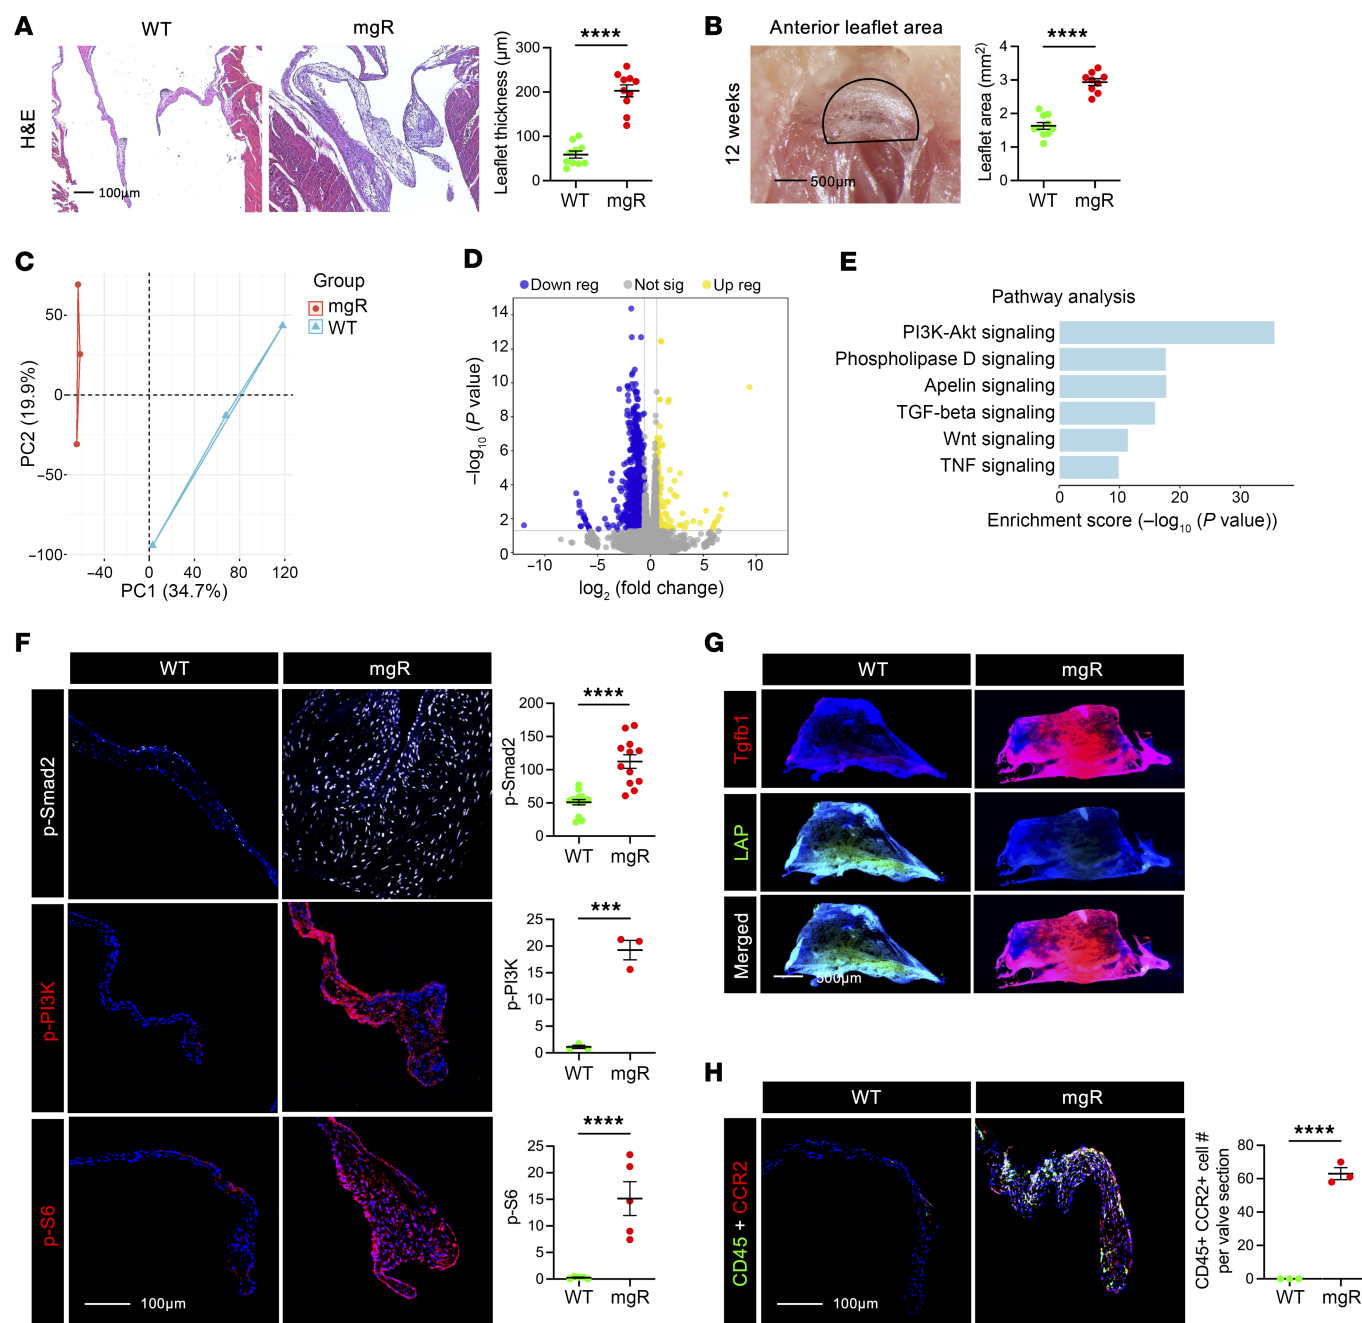 A
WT
mgR
H&E
100µm
****
Leaflet thickness (µm)
300
200
100
0
WT
mgR
B
Anterior leaflet area
12 weeks
500µm
****
Leaflet area (mm²)
4
3
2
1
0
WT
mgR
C
Group
mgR
WT
PC2 (19.9%)
50
0
−50
−100
−40
0
40
80
120
PC1 (34.7%)
D
Down reg
Not sig
Up reg
–log₁₀ (P value)
14
12
10
8
6
4
2
0
−10
−5
0
5
10
log₂ (fold change)
E
Pathway analysis
PI3K-Akt signaling
Phospholipase D signaling
Apelin signaling
TGF-beta signaling
Wnt signaling
TNF signaling
0
10
20
30
Enrichment score (–log₁₀ (P value))
F
WT
mgR
p-Smad2
****
p-Smad2
200
150
100
50
0
WT
mgR
p-PI3K
***
p-PI3K
25
20
15
10
5
0
WT
mgR
p-S6
100µm
****
p-S6
25
20
15
10
5
0
WT
mgR
G
WT
mgR
Tgfb1
LAP
Merged
500µm
H
WT
mgR
CD45 + CCR2
100µm
****
CD45+ CCR2+ cell #
per valve section
80
60
40
20
0
WT
mgR